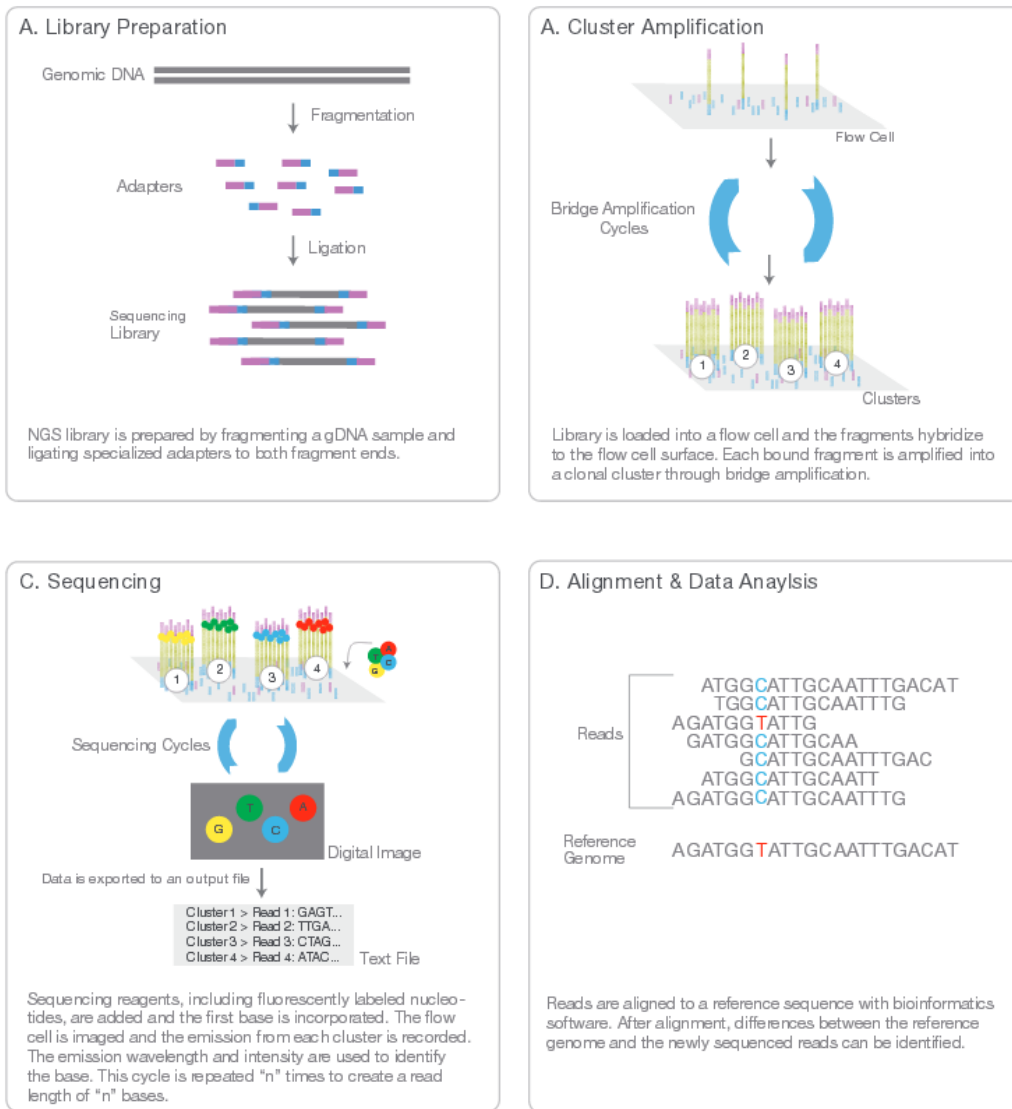 A. Library Preparation
Genomic DNA
Fragmentation
Adapters
Ligation
Sequencing
Library
NGS library is prepared by fragmenting a gDNA sample and
ligating specialized adapters to both fragment ends.
A. Cluster Amplification
Flow Cell
Bridge Amplification
Cycles
1
2
3
4
Clusters
Library is loaded into a flow cell and the fragments hybridize
to the flow cell surface. Each bound fragment is amplified into
a clonal cluster through bridge amplification.
C. Sequencing
1
2
3
4
A
T
C
G
Sequencing Cycles
T
A
G
C
Digital Image
Data is exported to an output file
Cluster 1 > Read 1: GAGT...
Cluster 2 > Read 2: TTGA...
Cluster 3 > Read 3: CTAG...
Cluster 4 > Read 4: ATAC...
Text File
Sequencing reagents, including fluorescently labeled nucleo-
tides, are added and the first base is incorporated. The flow
cell is imaged and the emission from each cluster is recorded.
The emission wavelength and intensity are used to identify
the base. This cycle is repeated “n” times to create a read
length of “n” bases.
D. Alignment & Data Anaylsis
Reads
ATGGCATTGCAATTTGACAT
TGGCATTGCAATTTG
AGATGGTATTG
GATGGCATTGCAA
GCATTGCAATTTGAC
ATGGCATTGCAATT
AGATGGCATTGCAATTTG
Reference
Genome
AGATGGTATTGCAATTTGACAT
Reads are aligned to a reference sequence with bioinformatics
software. After alignment, differences between the reference
genome and the newly sequenced reads can be identified.